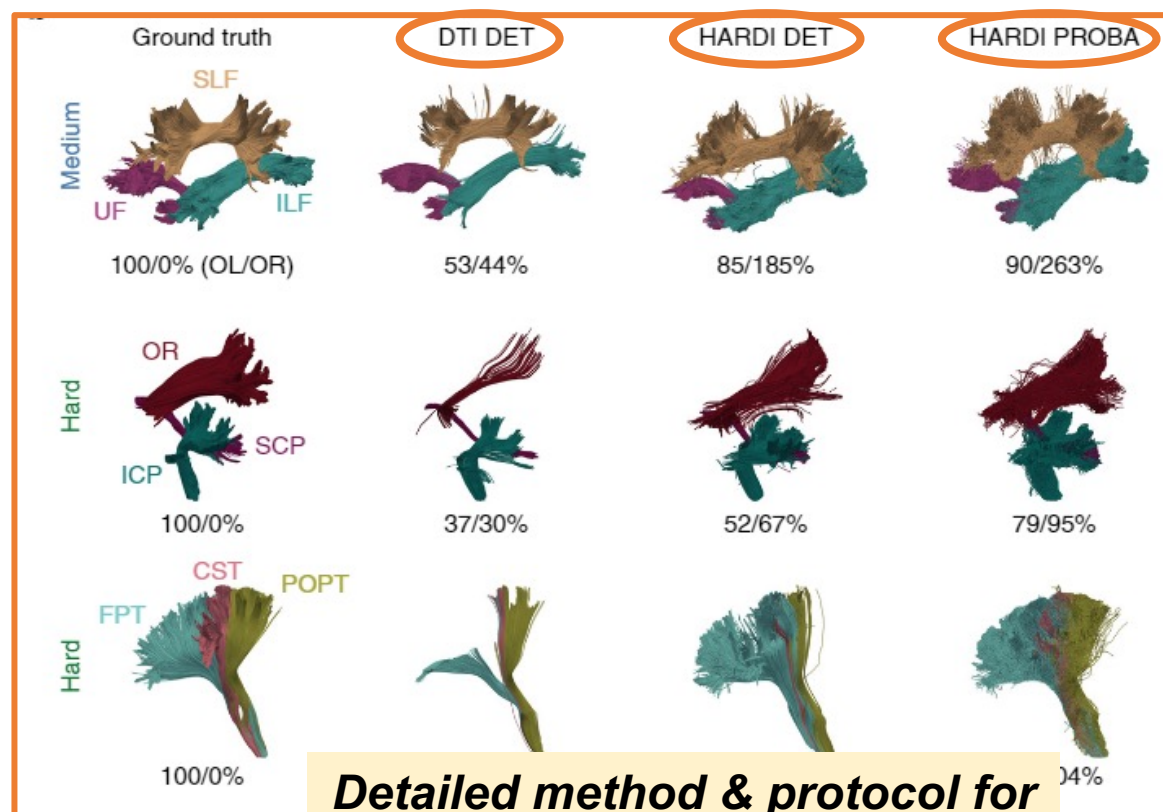 Ground truth DTI DET HARDI DET HARDI PROBA
Medium
SLF
UF ILF
100/0% (OL/OR) 53/44% 85/185% 90/263%
Hard
OR
SCP
ICP
100/0% 37/30% 52/67% 79/95%
Hard
CST
POPT
FPT
100/0% 04%
Detailed method & protocol for